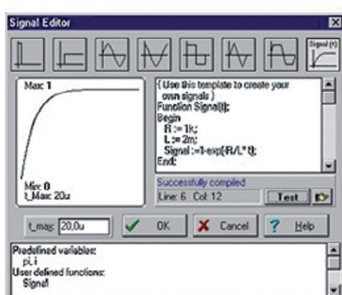 Signal Editor
Signal (t)
Max: 1
Min: 0
t_Max: 20u
{ Use this template to create your
own signals }
Function Signal(t);
Begin
R := 1k;
L := 2m;
Signal :=1-exp(-R/L*t);
End;
Successfully compiled
Line: 6 Col: 12
Test
t_max 20,0u
OK
Cancel
? Help
Predefined variables:
pi, i
User defined functions:
Signal